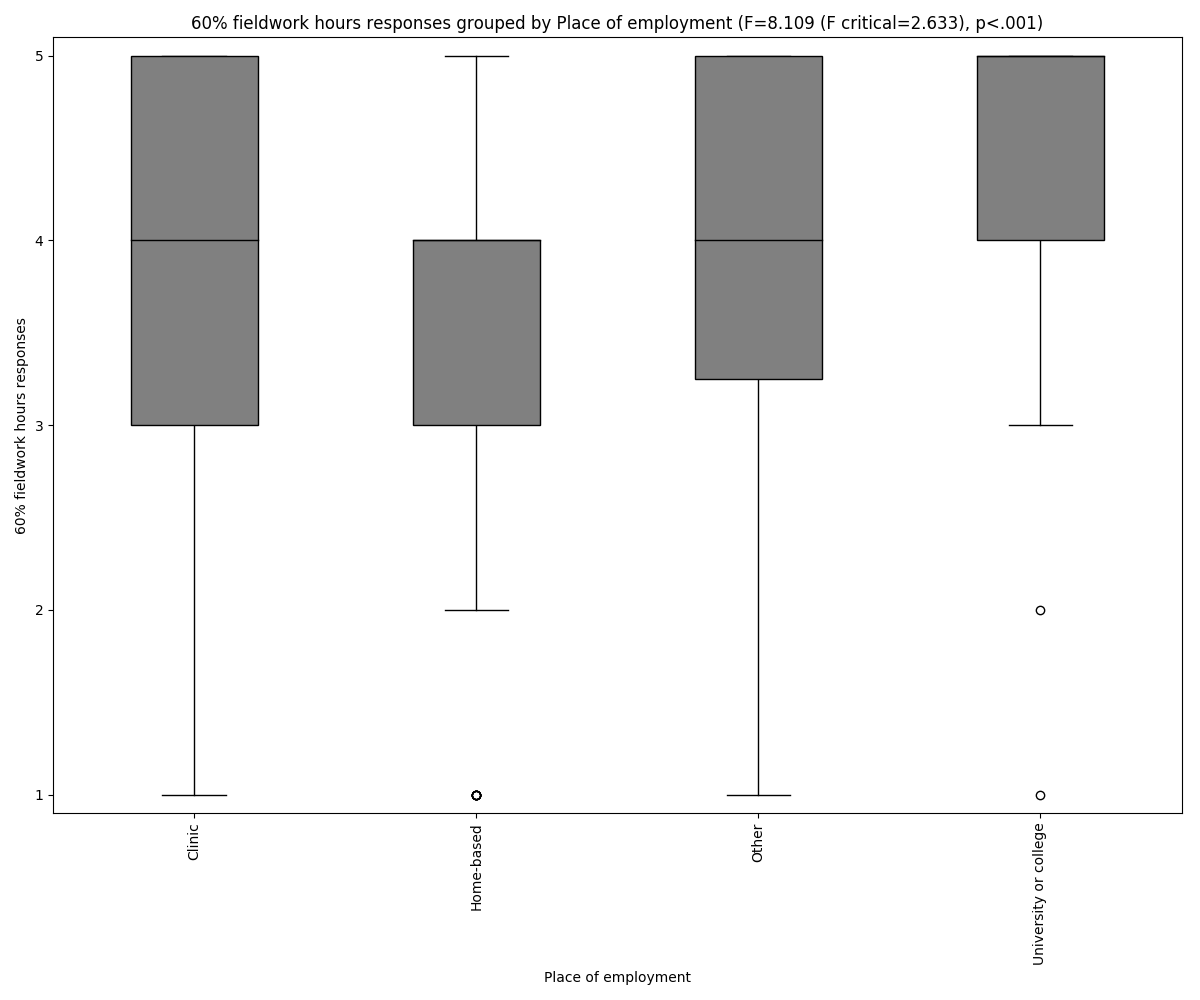 60% fieldwork hours responses grouped by Place of employment (F=8.109 (F critical=2.633), p<.001)
5
4
3
2
1
60% fieldwork hours responses
Clinic
Home-based
Other
University or college
Place of employment